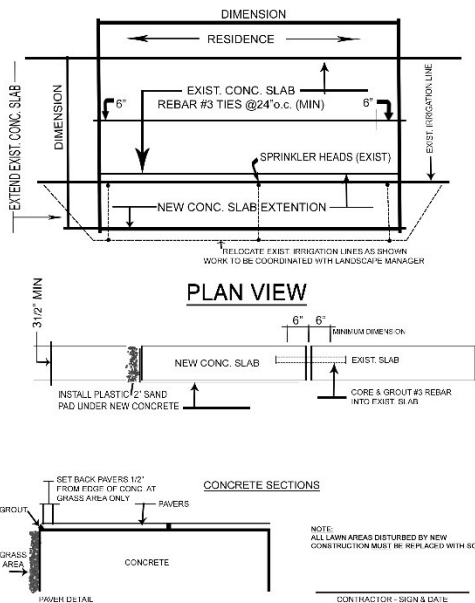 DIMENSION
RESIDENCE
EXTEND EXIST. CONC. SLAB
DIMENSION
6"
EXIST. CONC. SLAB
REBAR #3 TIES @24"o.c. (MIN)
6"
EXIST. IRRIGATION LINE
SPRINKLER HEADS (EXIST)
NEW CONC. SLAB EXTENTION
RELOCATE EXIST. IRRIGATION LINES AS SHOWN
WORK TO BE COORDINATED WTH LANDSCAPE MANAGER
PLAN VIEW
31/2" MIN
6" 6"
MINIMUM DIMENSION
NEW CONC. SLAB
EXIST. SLAB
INSTALL PLASTIC 2' SAND
PAD UNDER NEW CONCRETE
CORE & GROUT #3 REBAR
INTO EXIST. SLAB
SET BACK PAVERS 1/2"
FROM EDGE OF CONC. AT
GRASS AREA ONLY
CONCRETE SECTIONS
GROUT
PAVERS
NOTE:
ALL LAWN AREAS DISTURBED BY NEW
CONSTRUCTION MUST BE REPLACED WITH SO
GRASS
AREA
CONCRETE
PAVER DETAIL
CONTRACTOR - SIGN & DATE